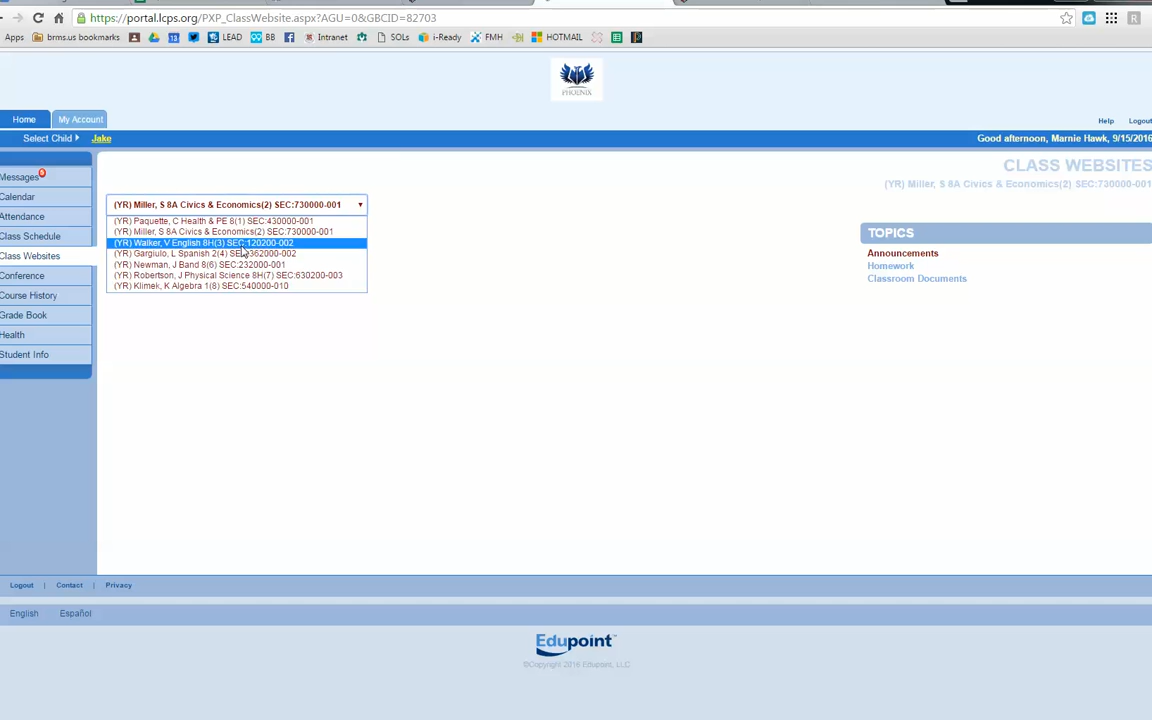 https://portal.lcps.org/PXP_ClassWebsite.aspx?AGU=0&GBCID=82703
Apps brms.us bookmarks 13 LEAD BB Intranet SOLs i-Ready FMH HOTMAIL
PHOENIX
Home My Account
Help Logout
Select Child Jake
Good afternoon, Marnie Hawk, 9/15/2016
Messages
Calendar
Attendance
Class Schedule
Class Websites
Conference
Course History
Grade Book
Health
Student Info
CLASS WEBSITES
(YR) Miller, S 8A Civics & Economics(2) SEC:730000-001
(YR) Miller, S 8A Civics & Economics(2) SEC:730000-001
(YR) Paquette, C Health & PE 8(1) SEC:430000-001
(YR) Miller, S 8A Civics & Economics(2) SEC:730000-001
(YR) Walker, V English 8H(3) SEC:120200-002
(YR) Gargiulo, L Spanish 2(4) SEC:362000-002
(YR) Newman, J Band 8(6) SEC:232000-001
(YR) Robertson, J Physical Science 8H(7) SEC:630200-003
(YR) Klimek, K Algebra 1(8) SEC:540000-010
TOPICS
Announcements
Homework
Classroom Documents
Logout | Contact | Privacy
English Español
Edupoint
©Copyright 2016 Edupoint, LLC